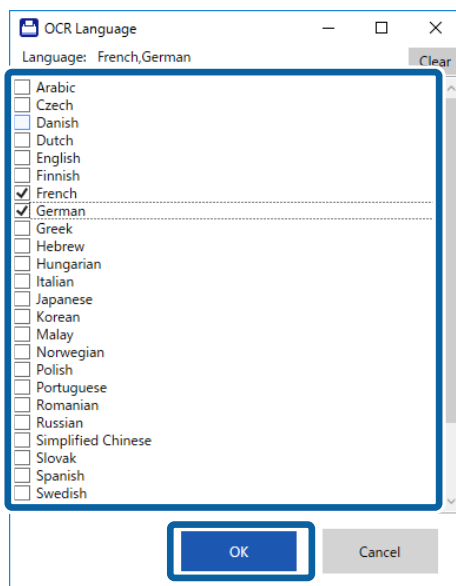 OCR Language
Language: French,German
Clear
Arabic
Czech
Danish
Dutch
English
Finnish
French
German
Greek
Hebrew
Hungarian
Italian
Japanese
Korean
Malay
Norwegian
Polish
Portuguese
Romanian
Russian
Simplified Chinese
Slovak
Spanish
Swedish
OK
Cancel